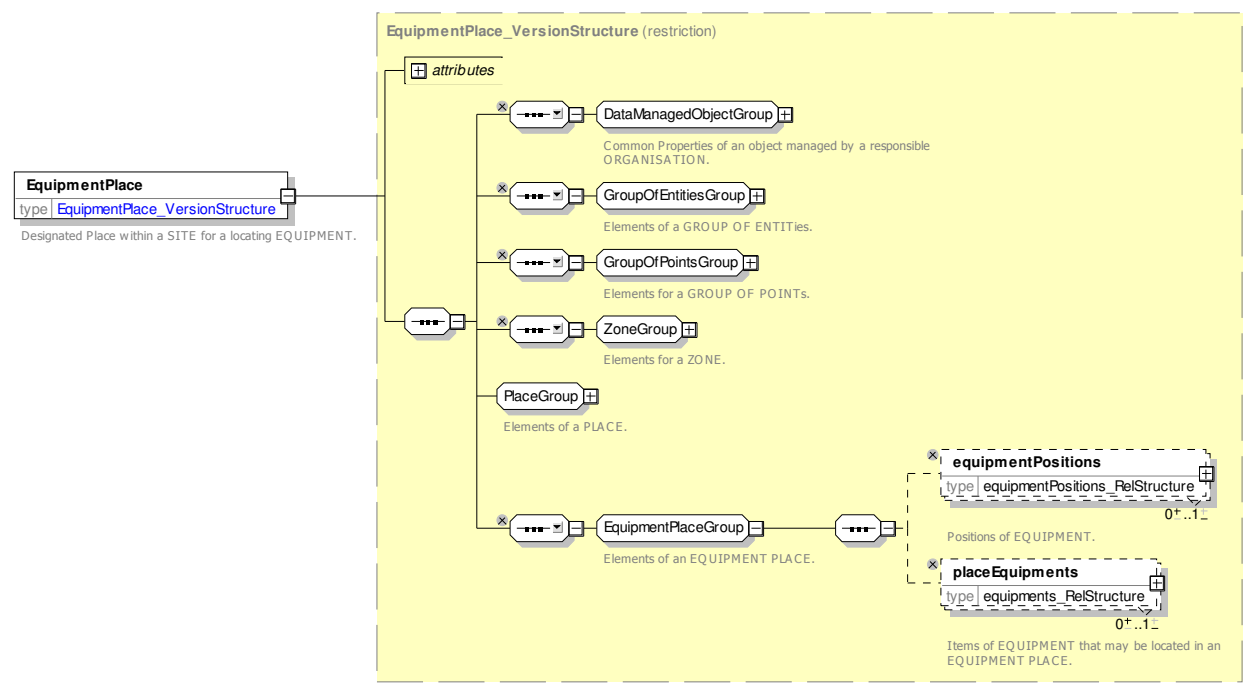 EquipmentPlace_VersionStructure (restriction)
attributes
DataManagedObjectGroup
Common Properties of an object managed by a responsible
ORGANISATION.
EquipmentPlace
type EquipmentPlace_VersionStructure
Designated Place within a SITE for a locating EQUIPMENT.
GroupOfEntitiesGroup
Elements of a GROUP OF ENTITies.
GroupOfPointsGroup
Elements for a GROUP OF POINTs.
ZoneGroup
Elements for a ZONE.
PlaceGroup
Elements of a PLACE.
EquipmentPlaceGroup
Elements of an EQUIPMENT PLACE.
equipmentPositions
type equipmentPositions_RelStructure
0..1
Positions of EQUIPMENT.
placeEquipments
type equipments_RelStructure
0..1
Items of EQUIPMENT that may be located in an
EQUIPMENT PLACE.